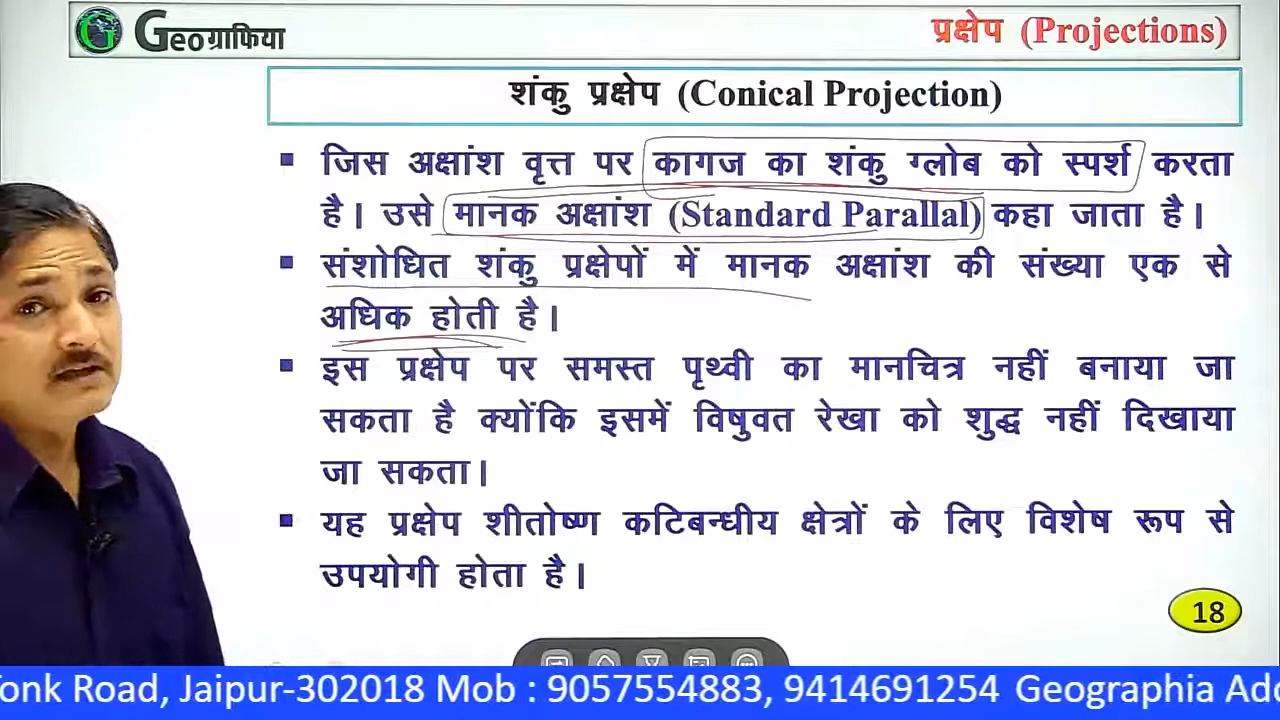 Geoग्राफिया
प्रक्षेप (Projections)
शंकु प्रक्षेप (Conical Projection)
▪ जिस अक्षांश वृत्त पर कागज का शंकु ग्लोब को स्पर्श करता
है। उसे मानक अक्षांश (Standard Parallal) कहा जाता है।
▪ संशोधित शंकु प्रक्षेपों में मानक अक्षांश की संख्या एक से
अधिक होती है।
▪ इस प्रक्षेप पर समस्त पृथ्वी का मानचित्र नहीं बनाया जा
सकता है क्योंकि इसमें विषुवत रेखा को शुद्ध नहीं दिखाया
जा सकता।
▪ यह प्रक्षेप शीतोष्ण कटिबन्धीय क्षेत्रों के लिए विशेष रूप से
उपयोगी होता है।
18
Tonk Road, Jaipur-302018 Mob : 9057554883, 9414691254 Geographia Add